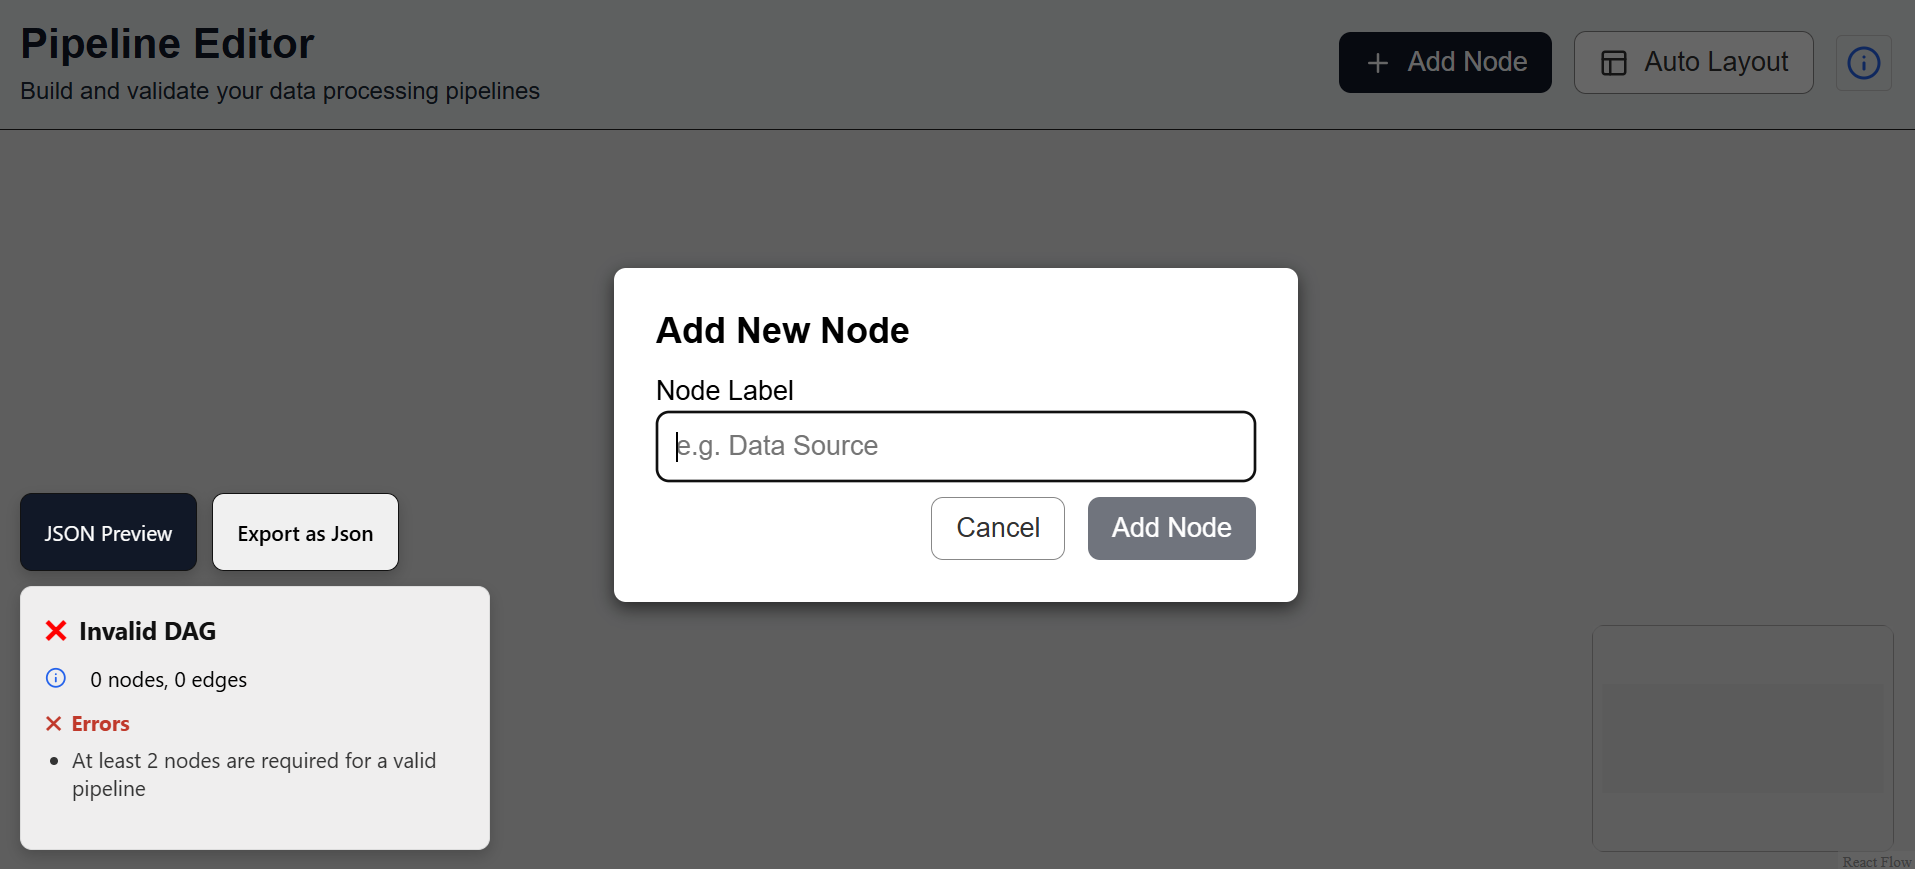 Pipeline Editor
Build and validate your data processing pipelines
Add Node
Auto Layout
Add New Node
Node Label
e.g. Data Source
Cancel
Add Node
JSON Preview
Export as Json
Invalid DAG
0 nodes, 0 edges
Errors
At least 2 nodes are required for a valid
pipeline
React Flow